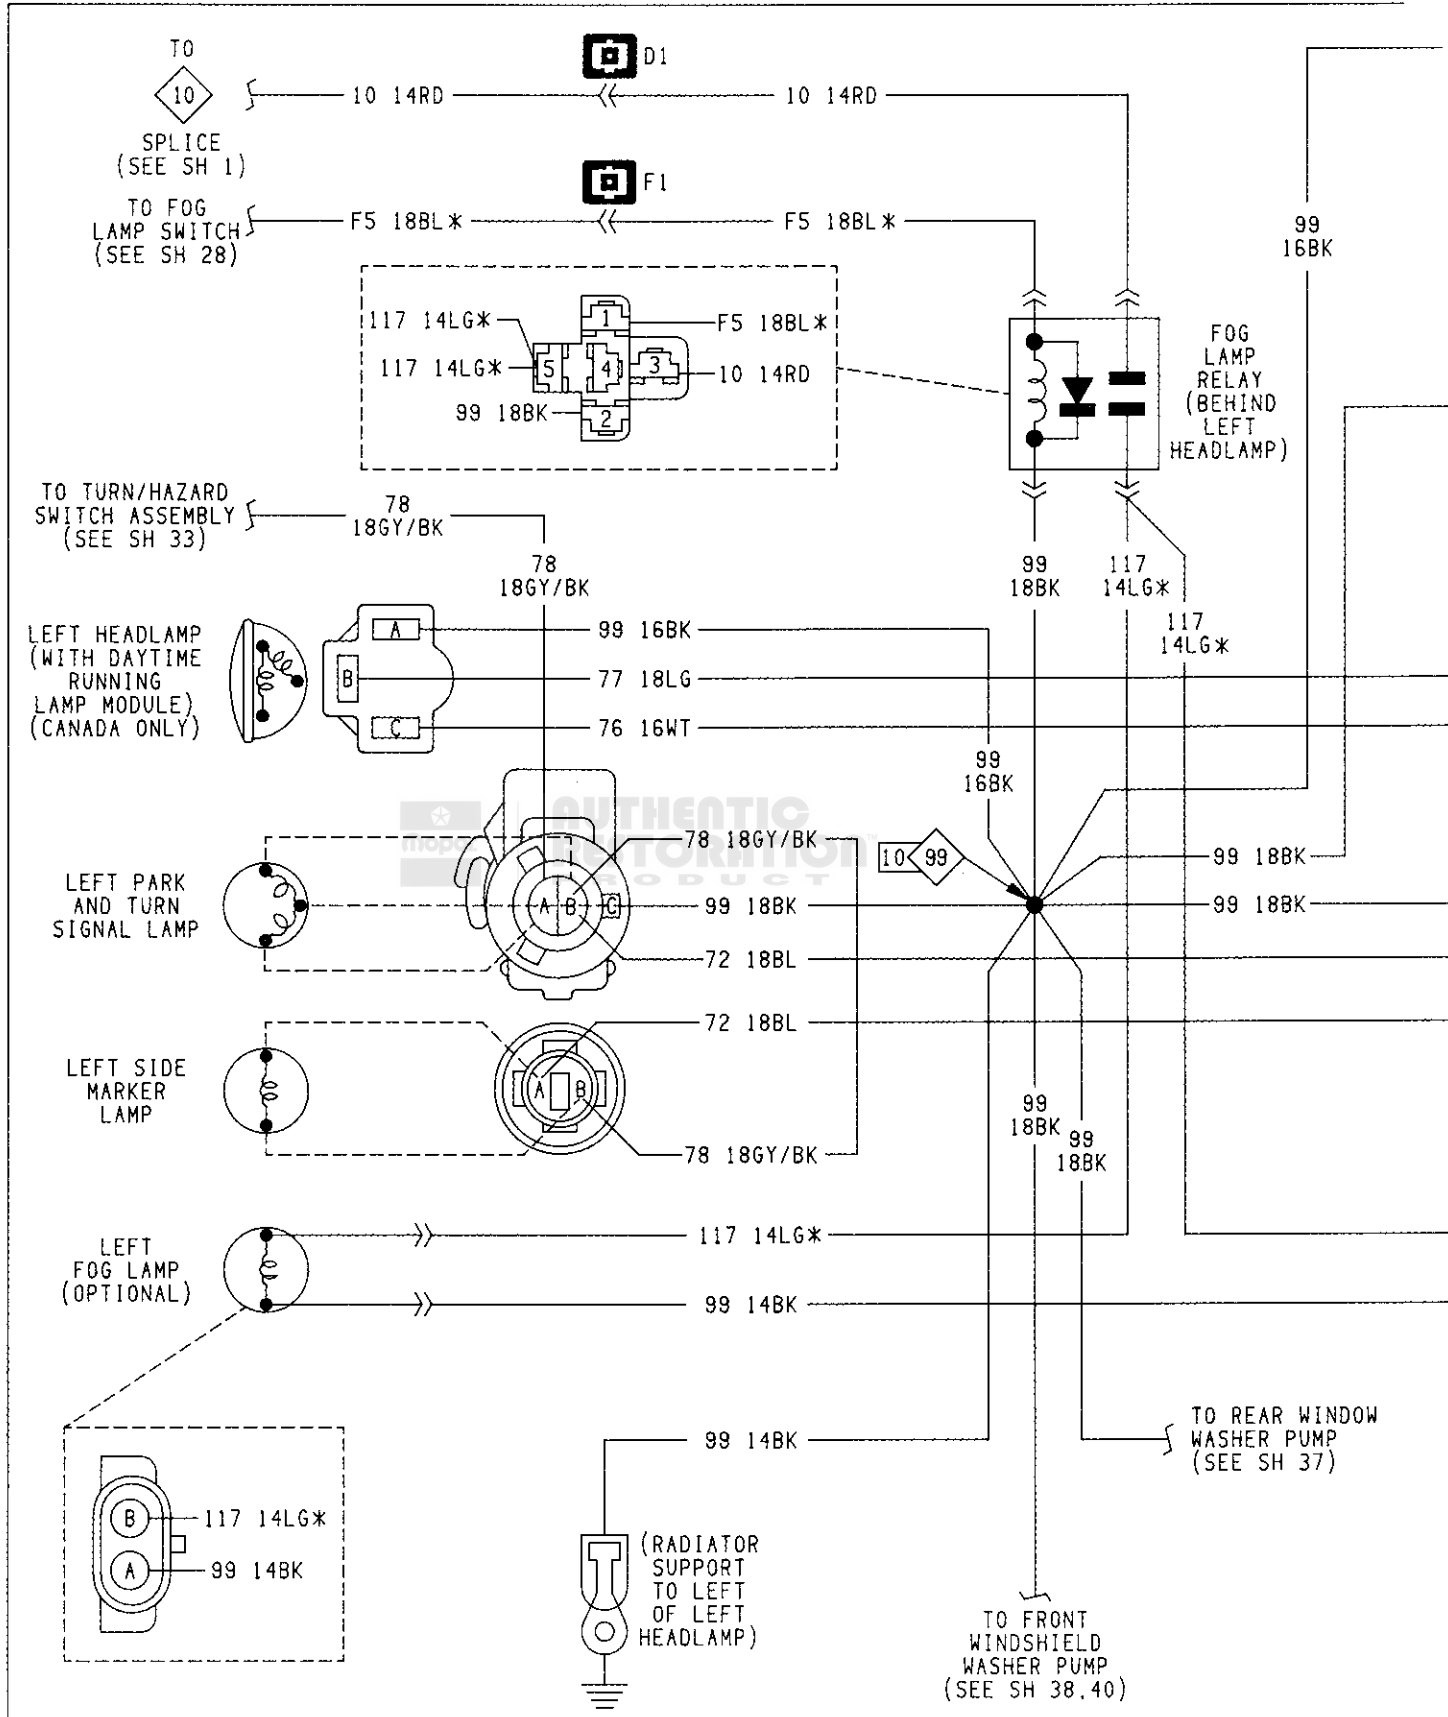 TO
10
SPLICE
(SEE SH 1)
10 14RD
D1
10 14RD
TO FOG
LAMP SWITCH
(SEE SH 28)
F5 18BL*
F1
F5 18BL*
99
16BK
117 14LG*
117 14LG*
99 18BK
1
5
4
3
2
F5 18BL*
10 14RD
FOG
LAMP
RELAY
(BEHIND
LEFT
HEADLAMP)
TO TURN/HAZARD
SWITCH ASSEMBLY
(SEE SH 33)
78
18GY/BK
78
18GY/BK
99
18BK
117
14LG*
117
14LG*
LEFT HEADLAMP
(WITH DAYTIME
RUNNING
LAMP MODULE)
(CANADA ONLY)
A
B
C
99 16BK
77 18LG
76 16WT
99
16BK
mopar
AUTHENTIC
RESTORATION™
PRODUCT
LEFT PARK
AND TURN
SIGNAL LAMP
A
B
C
78 18GY/BK
99 18BK
72 18BL
10
99
99 18BK
99 18BK
LEFT SIDE
MARKER
LAMP
A
B
72 18BL
78 18GY/BK
99
18BK
99
18BK
LEFT
FOG LAMP
(OPTIONAL)
117 14LG*
99 14BK
B
117 14LG*
A
99 14BK
99 14BK
(RADIATOR
SUPPORT
TO LEFT
OF LEFT
HEADLAMP)
TO REAR WINDOW
WASHER PUMP
(SEE SH 37)
TO FRONT
WINDSHIELD
WASHER PUMP
(SEE SH 38,40)